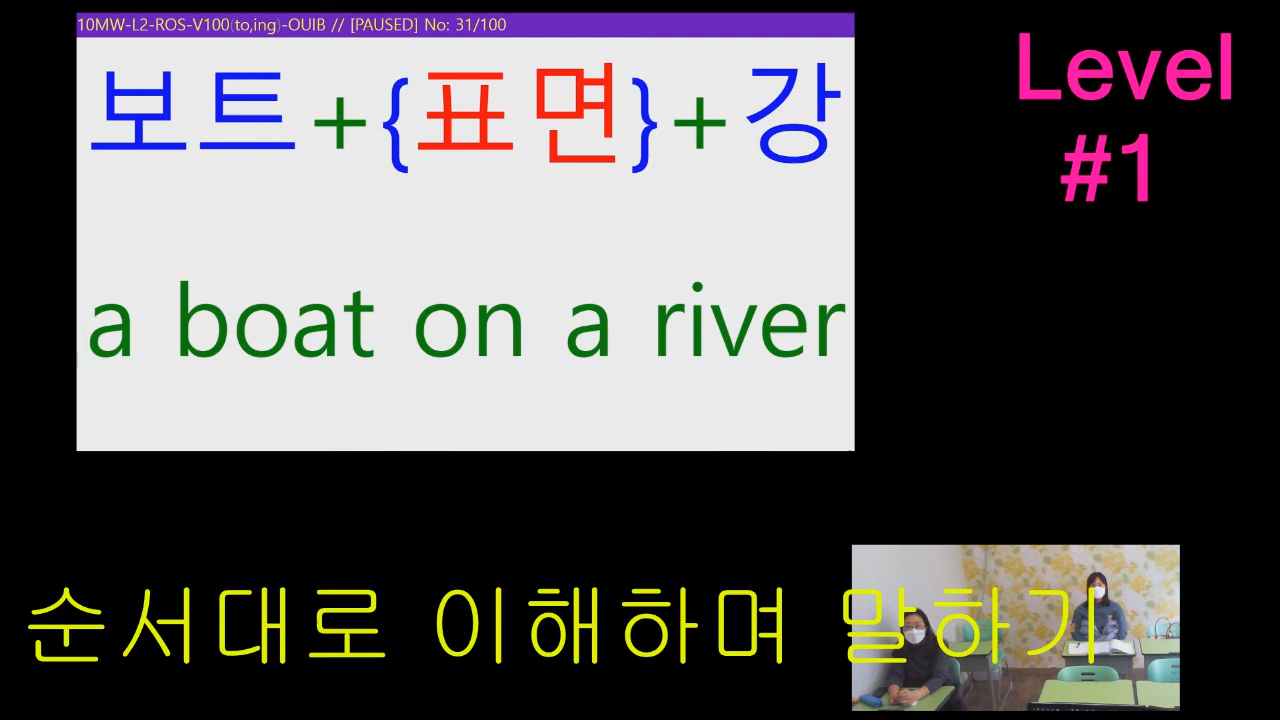 10MW-L2-ROS-V100(to,ing)-OUIB // [PAUSED] No: 31/100
보트+{표면}+강
a boat on a river
Level
#1
순서대로 이해하며 말하기